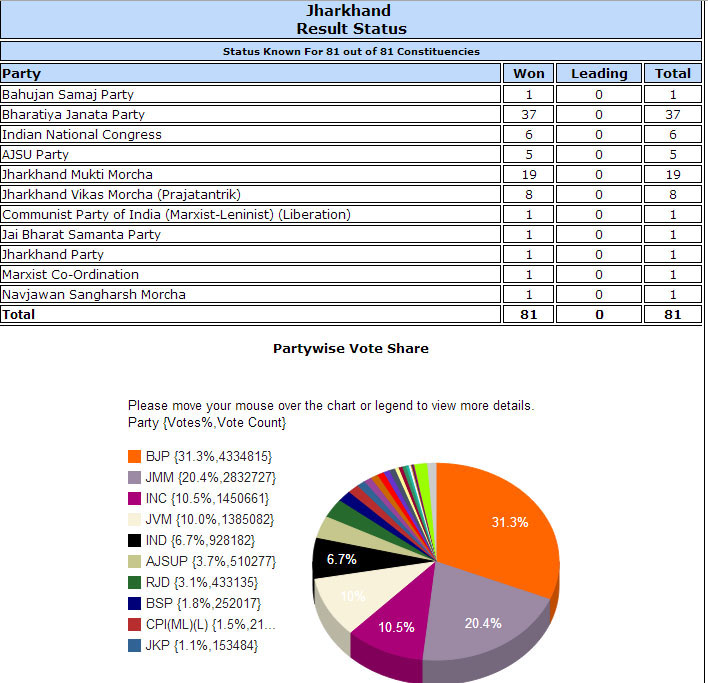 Jharkhand
Result Status
Status Known For 81 out of 81 Constituencies
Party Won Leading Total
Bahujan Samaj Party 1 0 1
Bharatiya Janata Party 37 0 37
Indian National Congress 6 0 6
AJSU Party 5 0 5
Jharkhand Mukti Morcha 19 0 19
Jharkhand Vikas Morcha (Prajatantrik) 8 0 8
Communist Party of India (Marxist-Leninist) (Liberation) 1 0 1
Jai Bharat Samanta Party 1 0 1
Jharkhand Party 1 0 1
Marxist Co-Ordination 1 0 1
Navjawan Sangharsh Morcha 1 0 1
Total 81 0 81
Partywise Vote Share
Please move your mouse over the chart or legend to view more details.
Party {Votes%,Vote Count}
BJP {31.3%,4334815}
JMM {20.4%,2832727}
INC {10.5%,1450661}
JVM {10.0%,1385082}
IND {6.7%,928182}
AJSUP {3.7%,510277}
RJD {3.1%,433135}
BSP {1.8%,252017}
CPI(ML)(L) {1.5%,21...
JKP {1.1%,153484}
31.3%
6.7%
10%
10.5%
20.4%